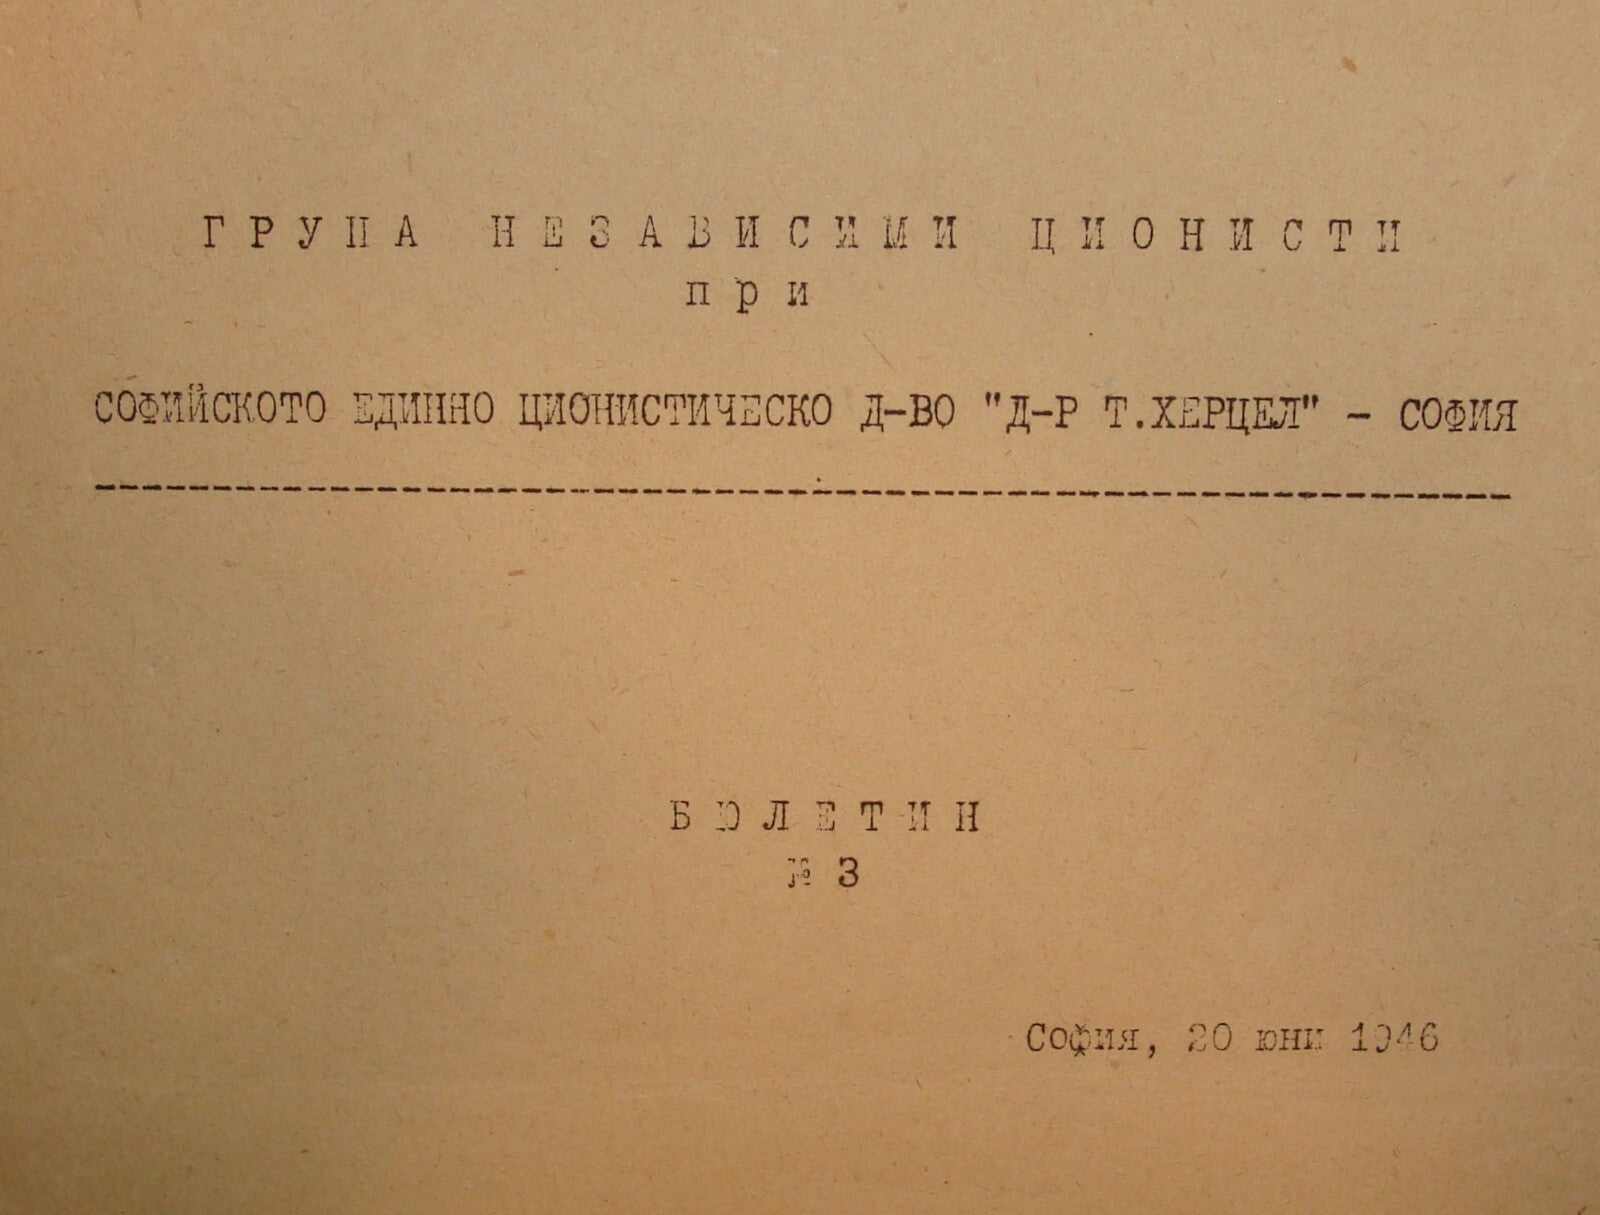 ГРУПА НЕЗАВИСИМИ ЦИОНИСТИ
при
СОФИЙСКОТО ЕДИННО ЦИОНИСТИЧЕСКО Д-ВО "Д-Р Т.ХЕРЦЕЛ" - СОФИЯ
БЮЛЕТИН
№ 3
София, 20 юни 1946